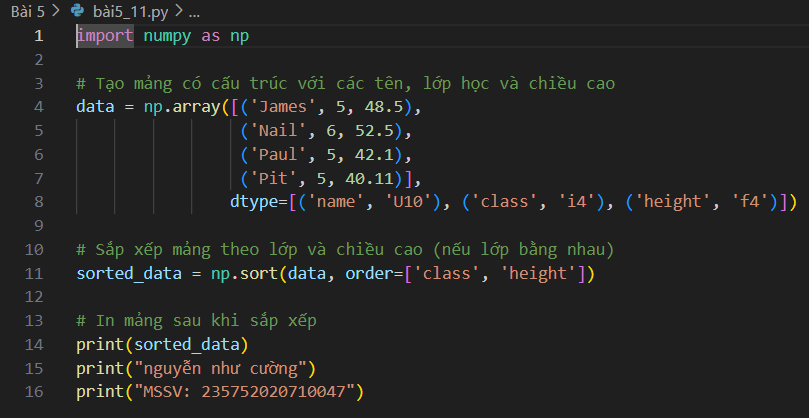 Bài 5 > bài5_11.py > ...
1 import numpy as np
2
3 # Tạo mảng có cấu trúc với các tên, lớp học và chiều cao
4 data = np.array([('James', 5, 48.5),
5 ('Nail', 6, 52.5),
6 ('Paul', 5, 42.1),
7 ('Pit', 5, 40.11)],
8 dtype=[('name', 'U10'), ('class', 'i4'), ('height', 'f4')])
9
10 # Sắp xếp mảng theo lớp và chiều cao (nếu lớp bằng nhau)
11 sorted_data = np.sort(data, order=['class', 'height'])
12
13 # In mảng sau khi sắp xếp
14 print(sorted_data)
15 print("nguyễn như cường")
16 print("MSSV: 235752020710047")